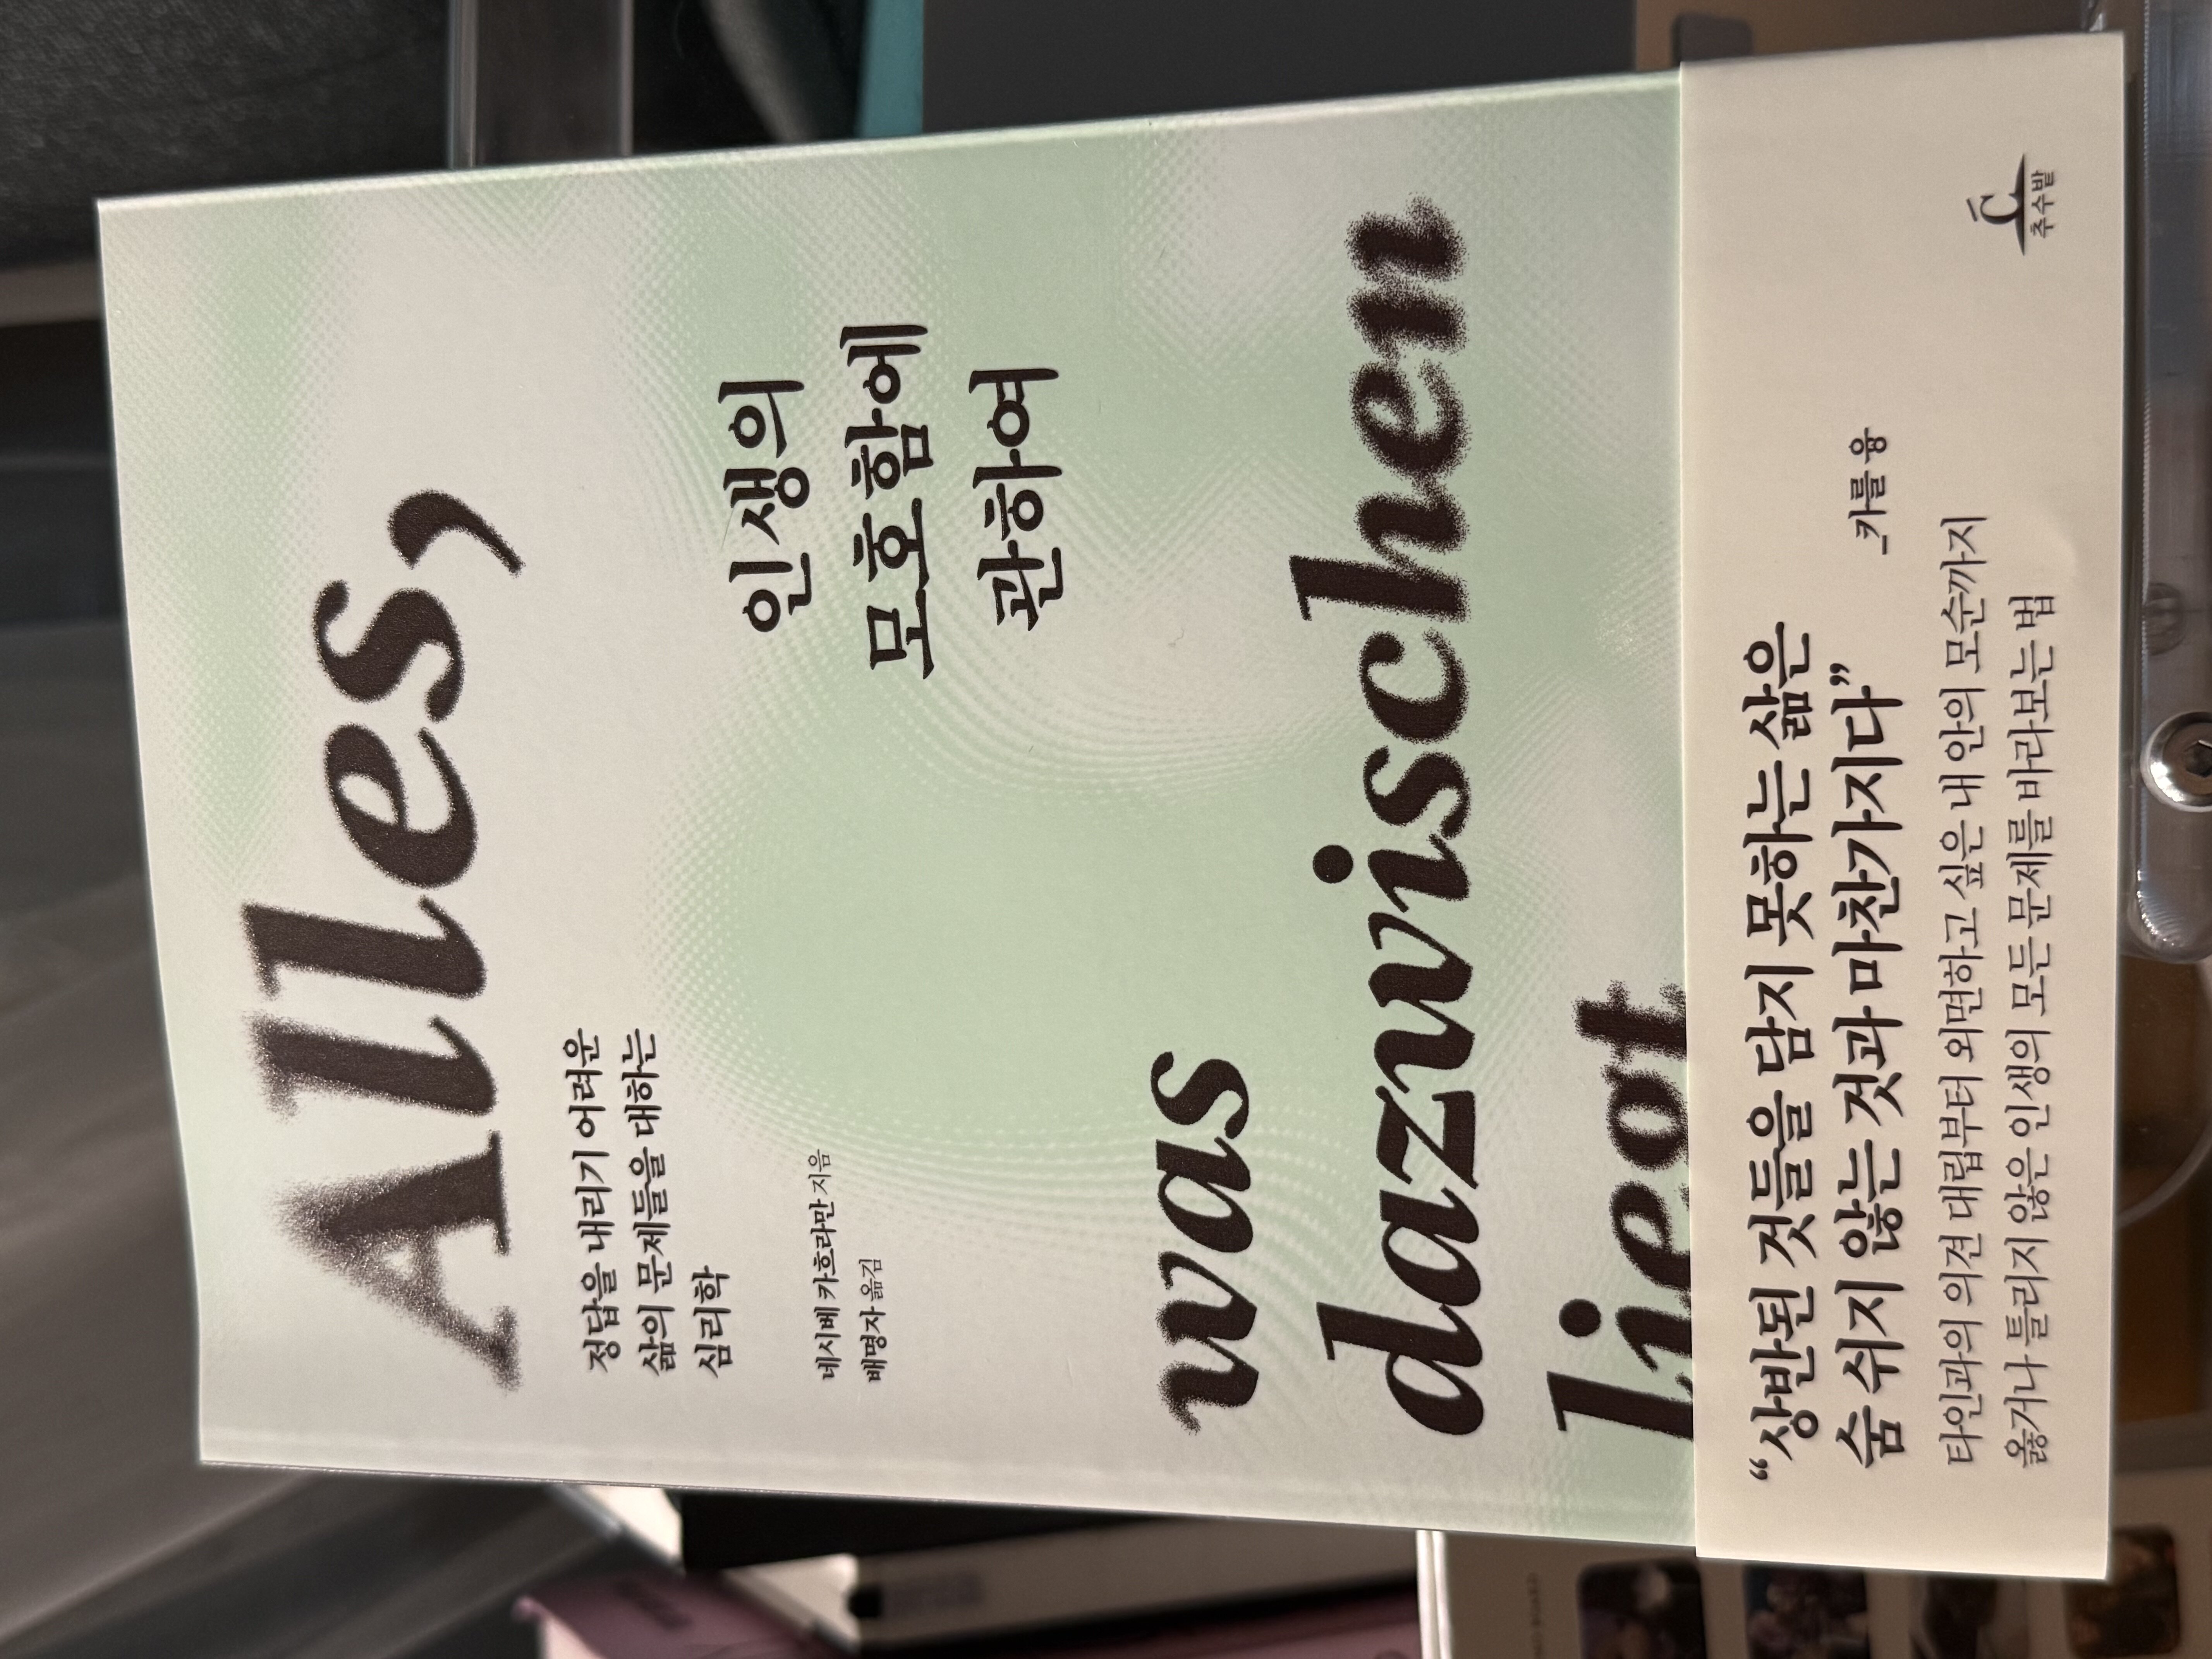 Alles,
정답을 내리기 어려운
삶의 문제들을 대하는
심리학
인생의
모호함에
관하여
네시베 카흐라만 지음
배명자 옮김
was
dazwischen
liegt
“상반된 것들을 담지 못하는 삶은
숨 쉬지 않는 것과 마찬가지다”
_카를 융
타인과의 의견 대립부터 외면하고 싶은 내 안의 모순까지
옳거나 틀리지 않은 인생의 모든 문제를 바라보는 법
추수밭